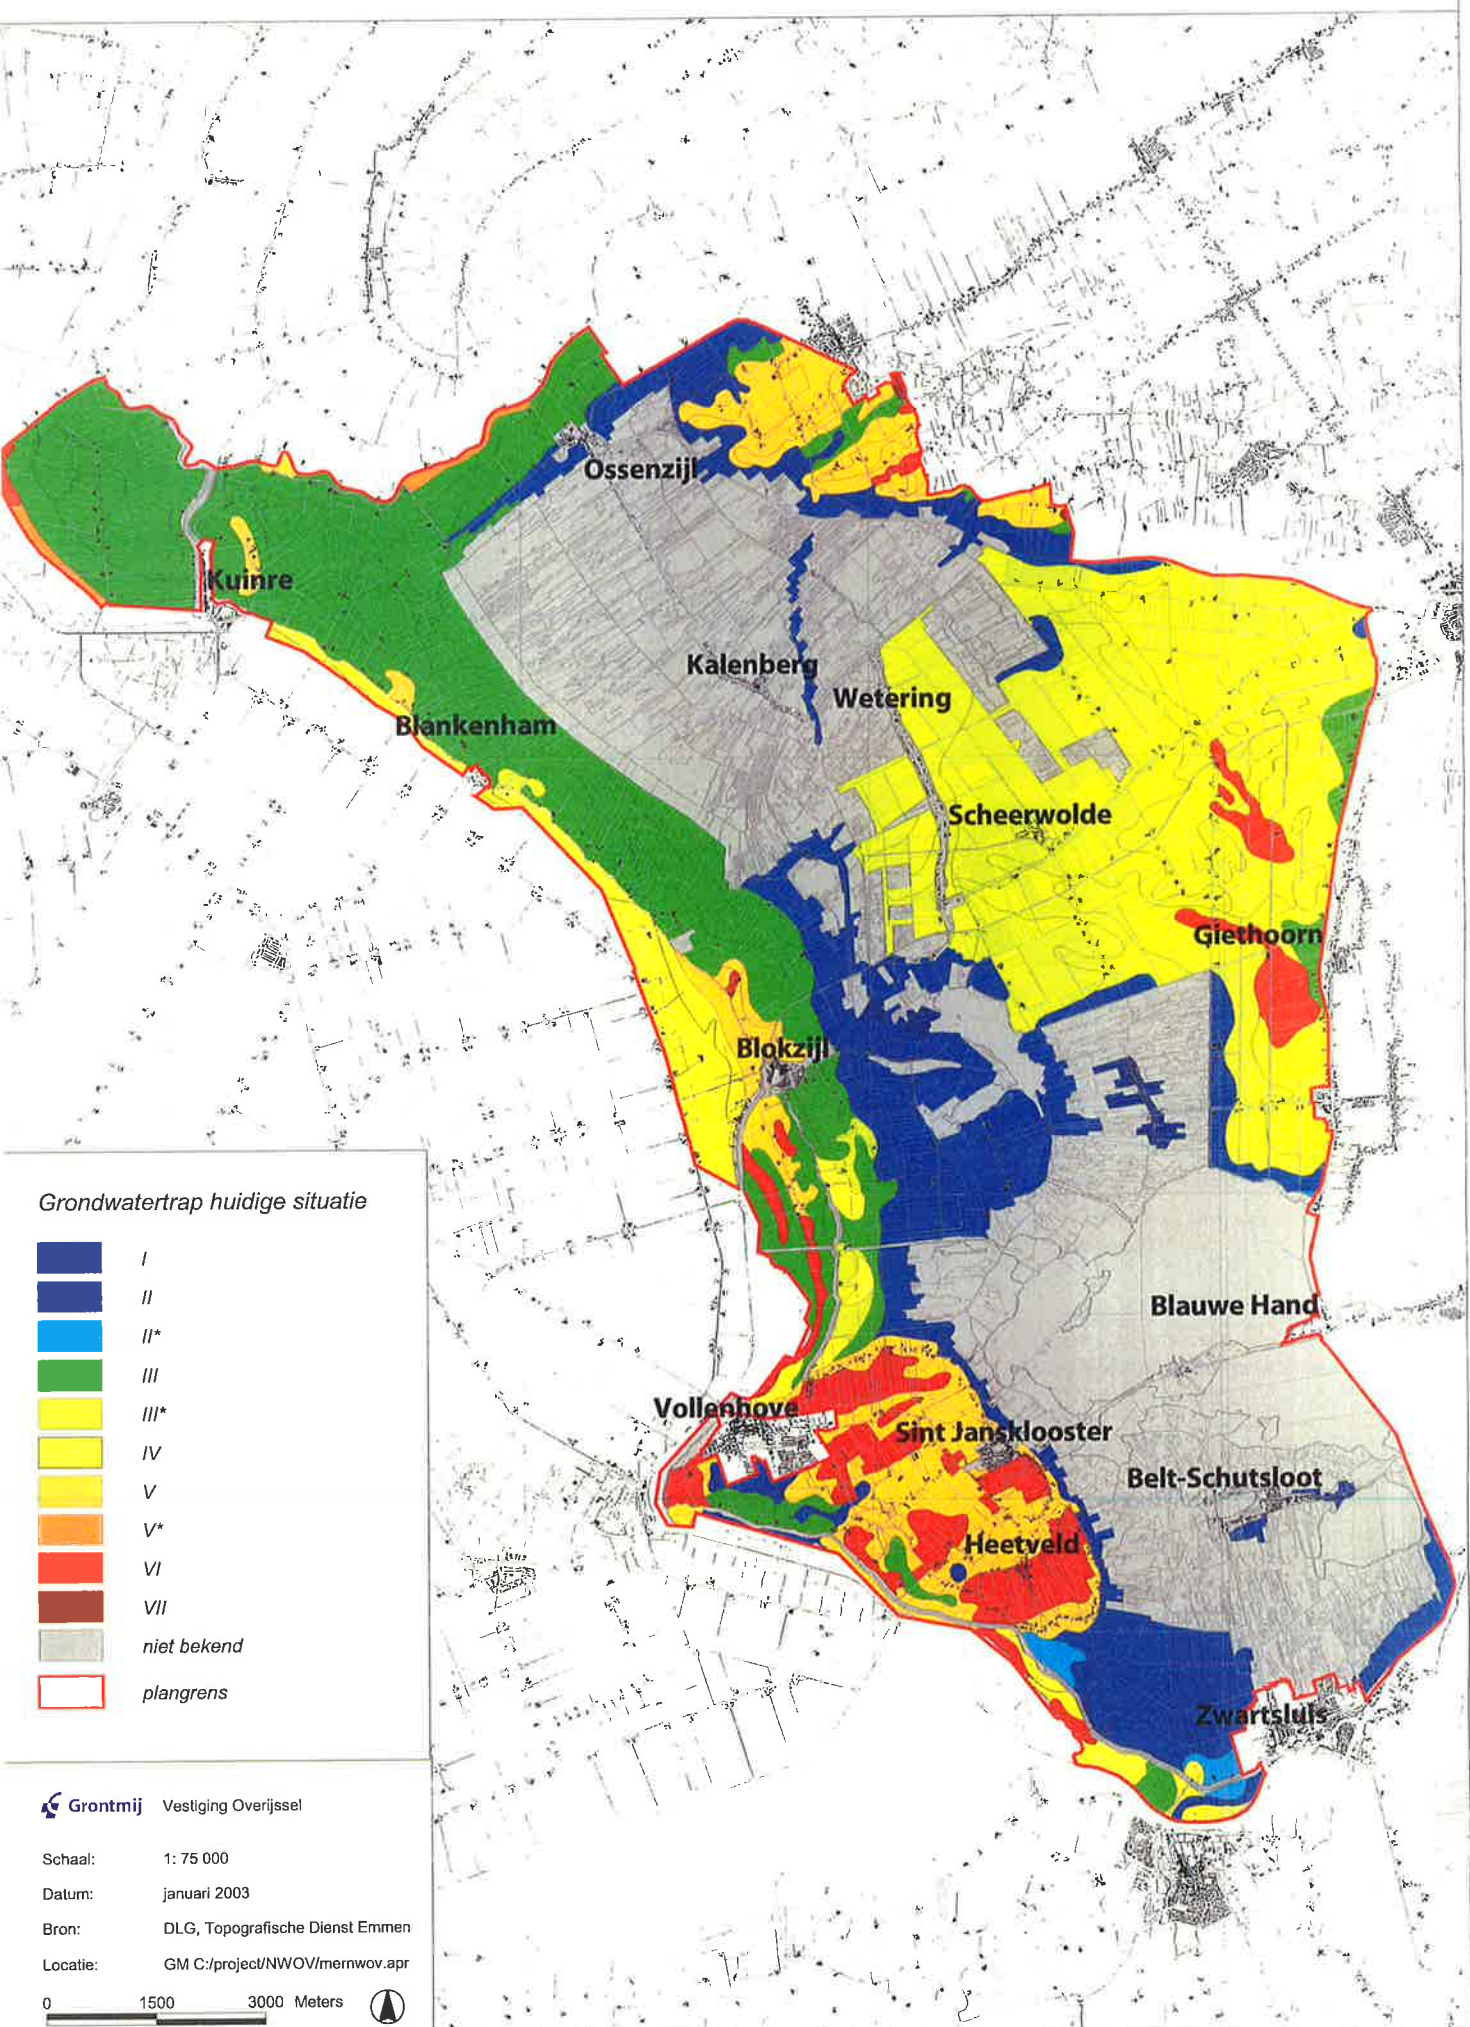 Ossenzijl
Kuinre
Kalenberg
Wetering
Blankenham
Scheerwolde
Giethoorn
Blokzijl
Blauwe Hand
Vollenhove
Sint Jansklooster
Belt-Schutsloot
Heetveld
Zwartsluis
Grondwatertrap huidige situatie
I
II
II*
III
III*
IV
V
V*
VI
VII
niet bekend
plangrens
Grontmij Vestiging Overijssel
Schaal: 1: 75 000
Datum: januari 2003
Bron: DLG, Topografische Dienst Emmen
Locatie: GM C:/project/NWOV/mernwov.apr
0 1500 3000 Meters